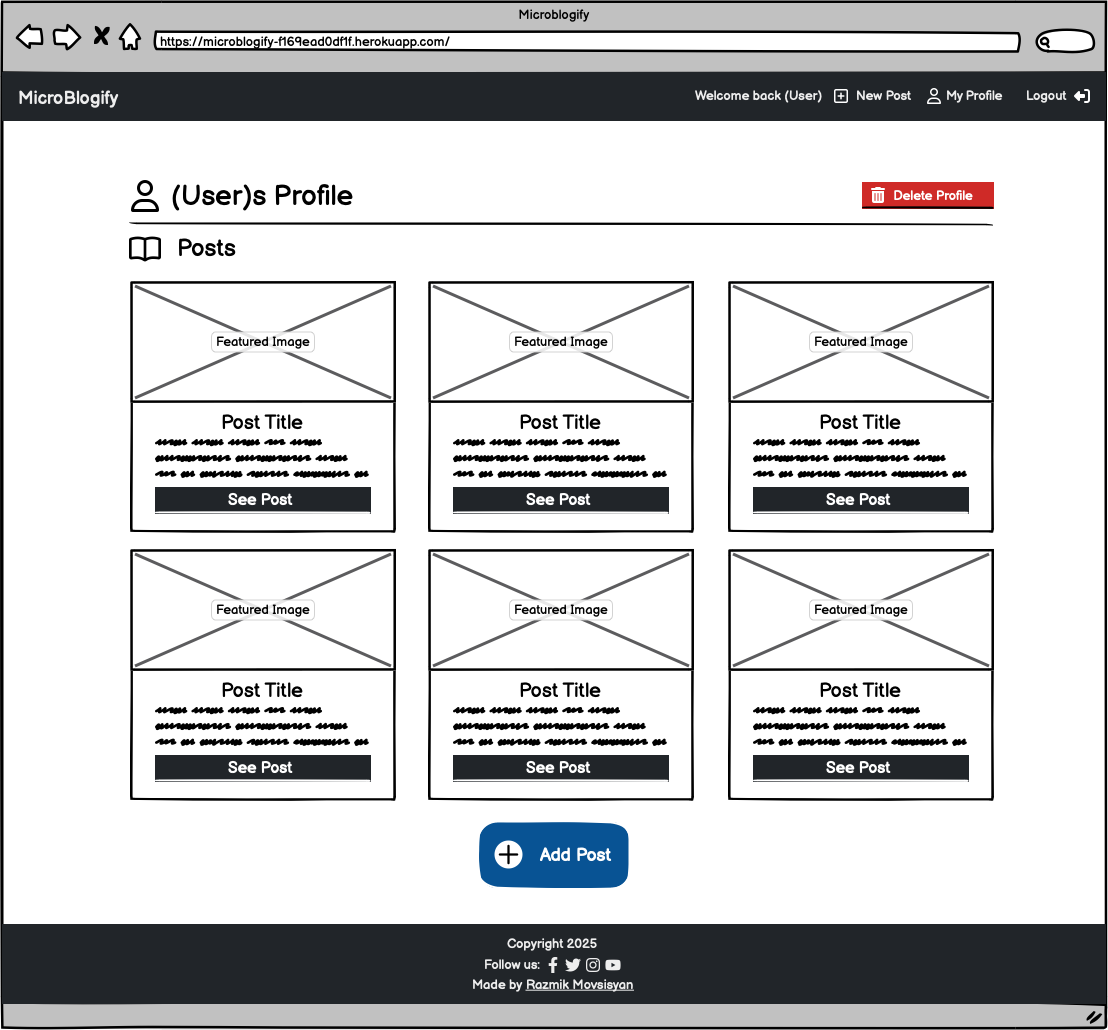 Microblogify
https://microblogify-f169ead0df1f.herokuapp.com/
MicroBlogify
Welcome back (User) New Post My Profile Logout
(User)s Profile
Delete Profile
Posts
Featured Image Featured Image Featured Image
Post Title Post Title Post Title
See Post See Post See Post
Featured Image Featured Image Featured Image
Post Title Post Title Post Title
See Post See Post See Post
Add Post
Copyright 2025
Follow us:
Made by Razmik Movsisyan